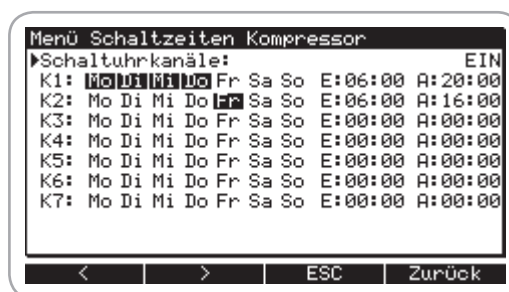 Menü Schaltzeiten Kompressor
▶Schaltuhrkanäle: EIN
K1: Mo Di Mi Do Fr Sa So E:06:00 A:20:00
K2: Mo Di Mi Do Fr Sa So E:06:00 A:16:00
K3: Mo Di Mi Do Fr Sa So E:00:00 A:00:00
K4: Mo Di Mi Do Fr Sa So E:00:00 A:00:00
K5: Mo Di Mi Do Fr Sa So E:00:00 A:00:00
K6: Mo Di Mi Do Fr Sa So E:00:00 A:00:00
K7: Mo Di Mi Do Fr Sa So E:00:00 A:00:00
< > ESC Zurück